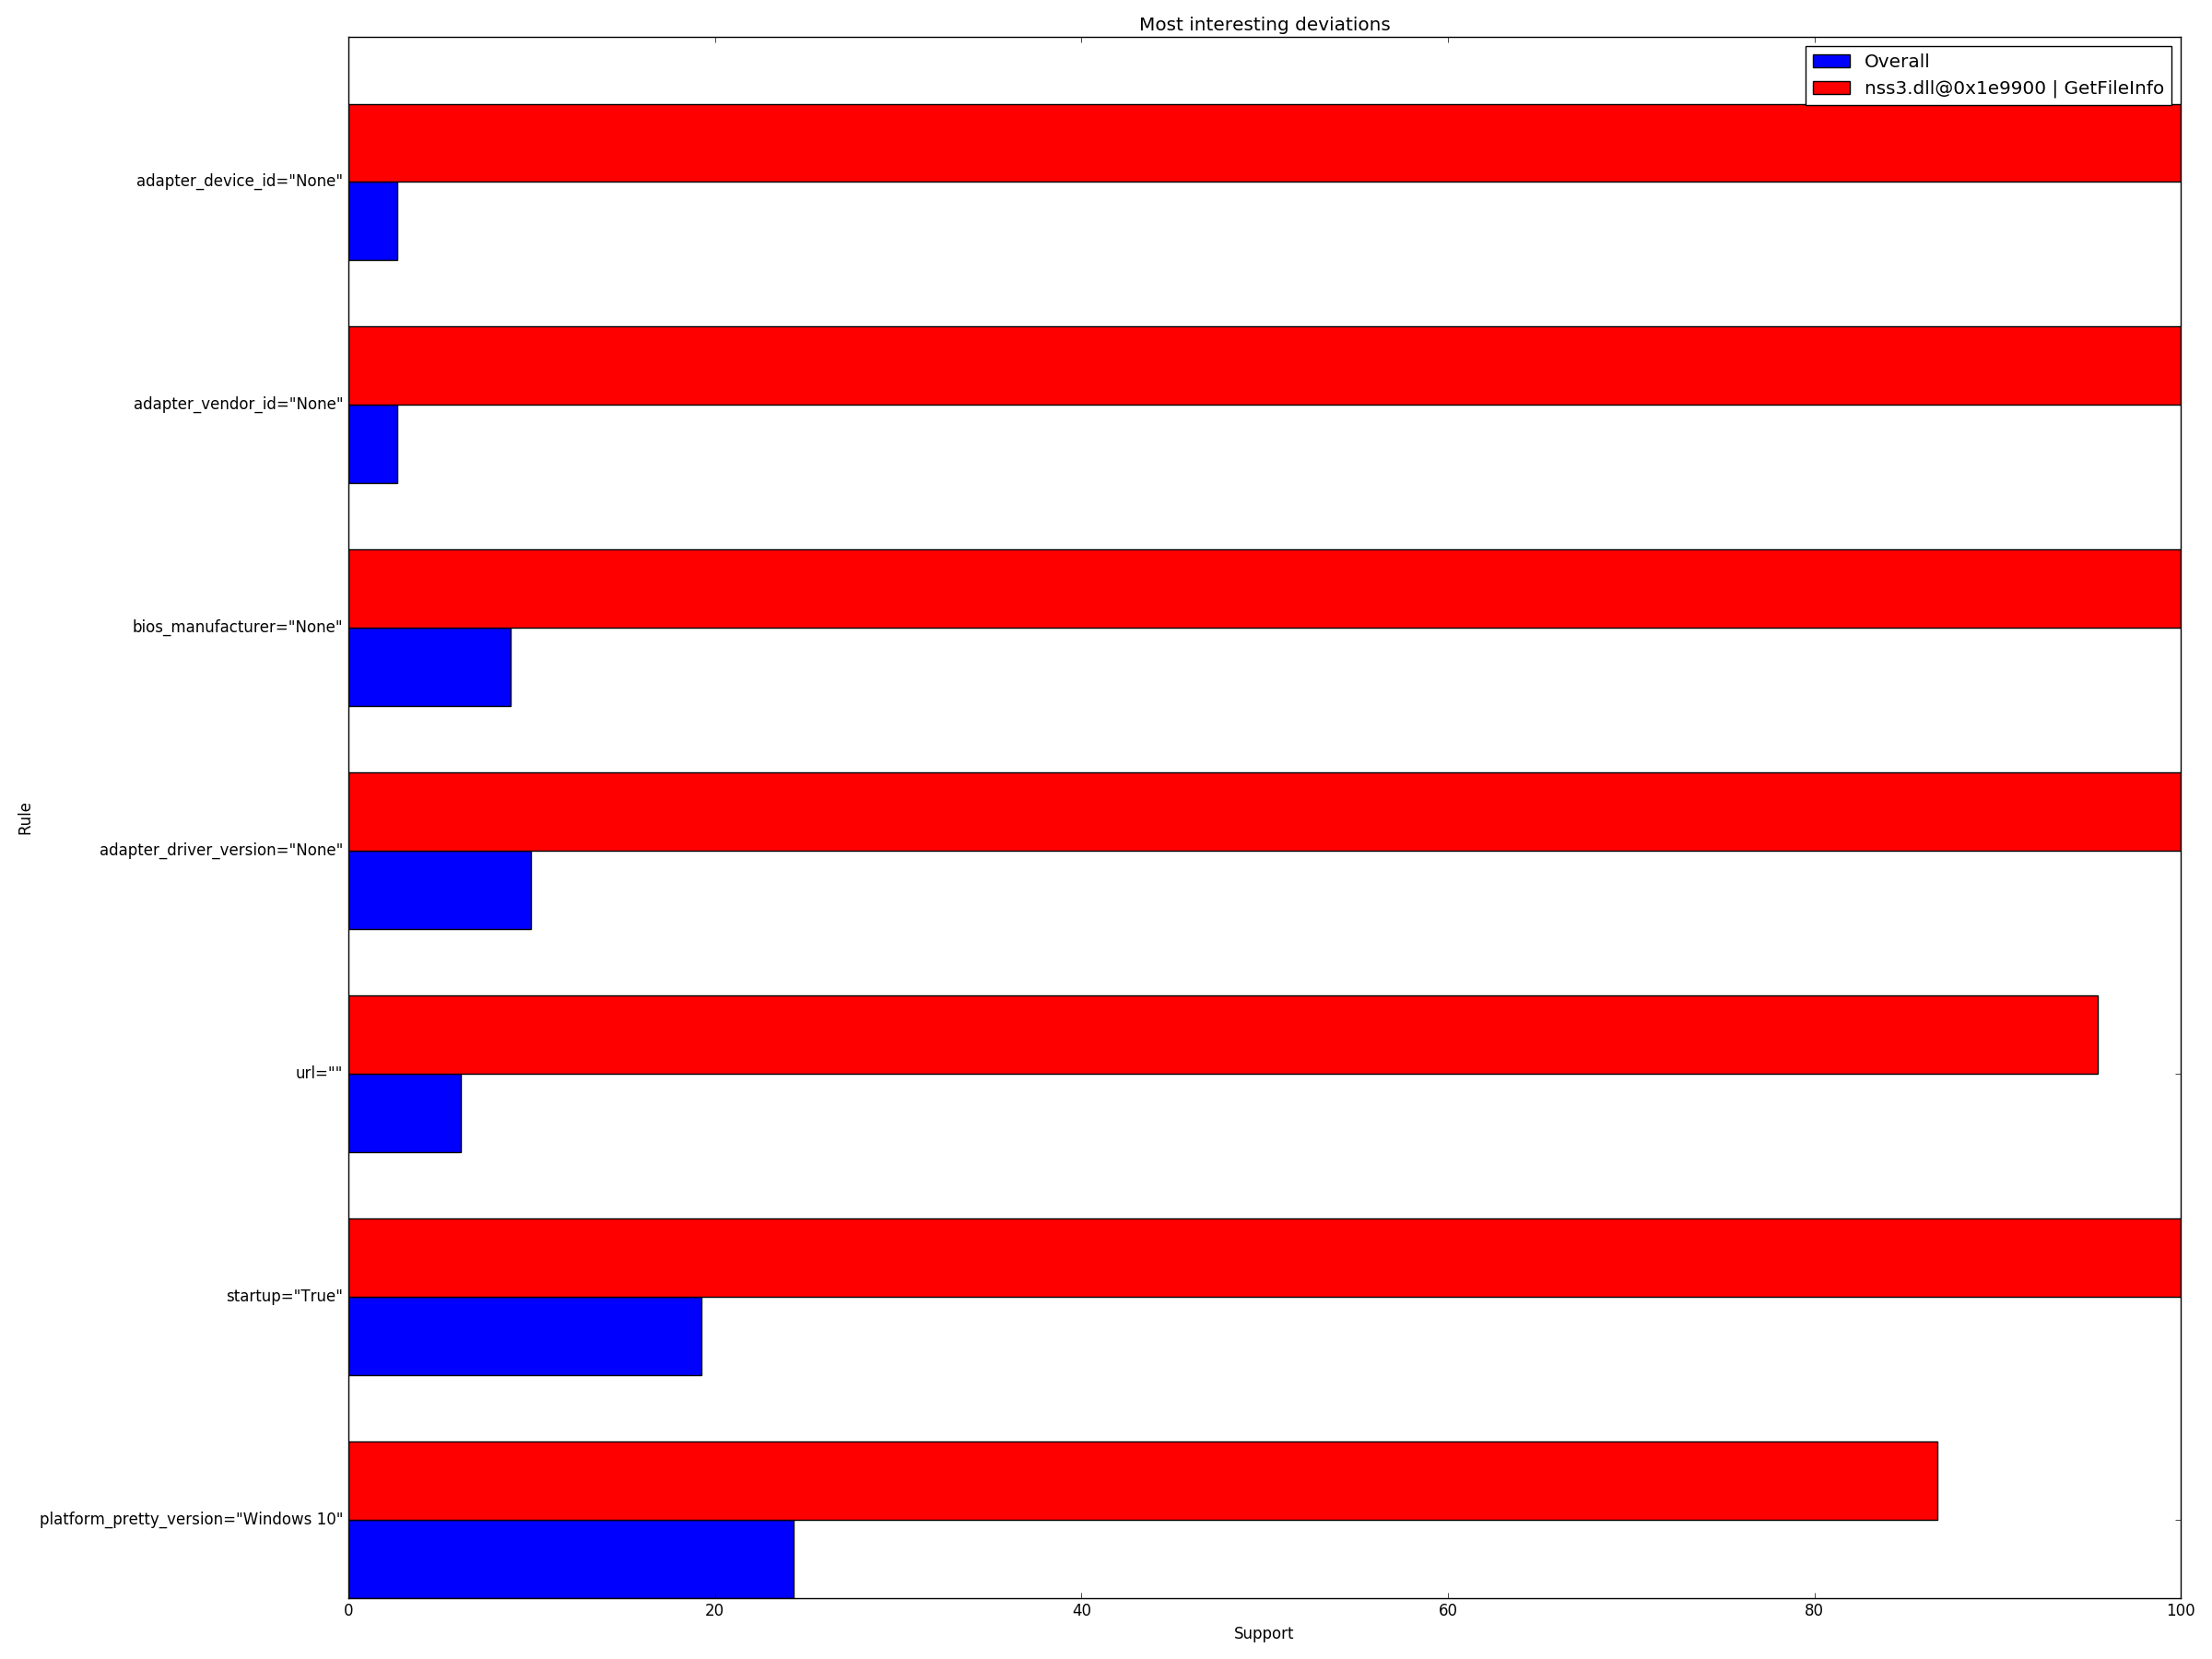 Most interesting deviations
Overall
nss3.dll@0x1e9900 | GetFileInfo
adapter_device_id="None"
adapter_vendor_id="None"
bios_manufacturer="None"
adapter_driver_version="None"
url=""
startup="True"
platform_pretty_version="Windows 10"
Rule
0 20 40 60 80 100
Support